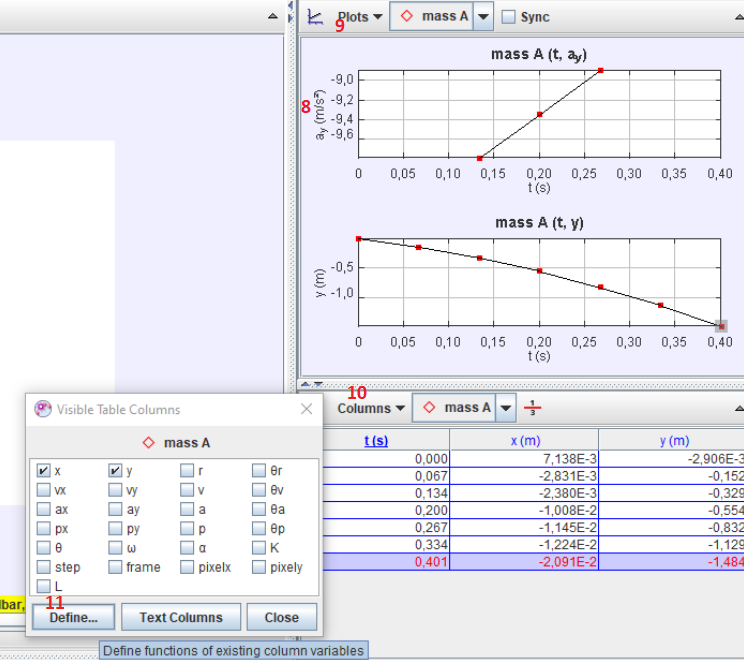 Plots mass A Sync
9
mass A (t, ay)
8
ay (m/s²)
-9,0
-9,2
-9,4
-9,6
0 0,05 0,10 0,15 0,20 0,25 0,30 0,35 0,40
t (s)
mass A (t, y)
y (m)
-0,5
-1,0
0 0,05 0,10 0,15 0,20 0,25 0,30 0,35 0,40
t (s)
10
Columns mass A 1/3
t (s) x (m) y (m)
0,000 7,138E-3 -2,906E-3
0,067 -2,831E-3 -0,152
0,134 -2,380E-3 -0,329
0,200 -1,008E-2 -0,554
0,267 -1,145E-2 -0,832
0,334 -1,224E-2 -1,129
0,401 -2,091E-2 -1,484
Visible Table Columns
mass A
x y r θr
vx vy v θv
ax ay a θa
px py p θp
θ ω α K
step frame pixelx pixely
L
11
lbar,
Define... Text Columns Close
Define functions of existing column variables